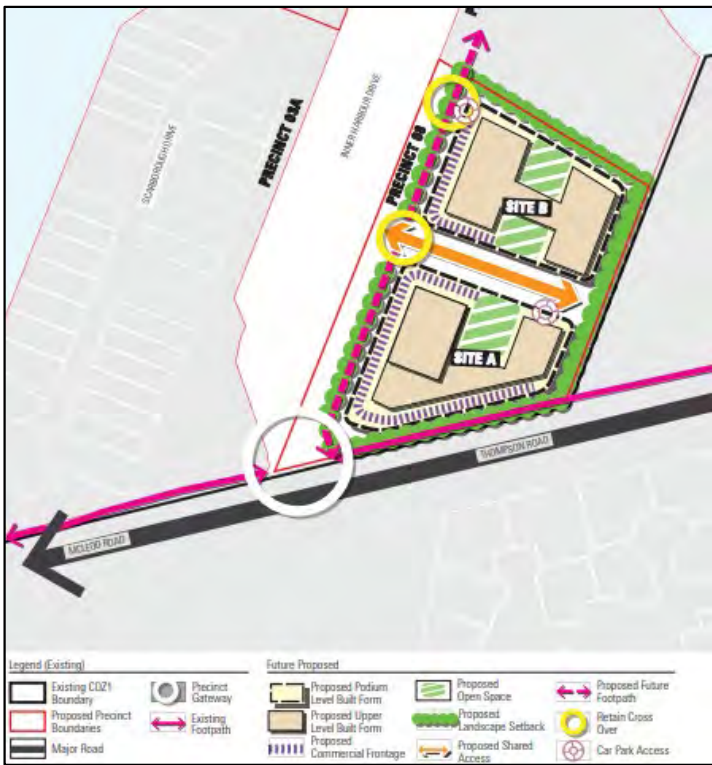 SCARBOROUGH DRIVE
PRECINCT 03A
INNER HARBOUR DRIVE
PRECINCT 08
SITE B
SITE A
THOMPSON ROAD
MCLEOD ROAD
Legend (Existing)
Existing CDZ1
Boundary
Proposed Precinct
Boundaries
Major Road
Precinct
Gateway
Existing
Footpath
Future Proposed
Proposed Podium
Level Built Form
Proposed Upper
Level Built Form
Proposed
Commercial Frontage
Proposed
Open Space
Proposed
Landscape Setback
Proposed Shared
Access
Proposed Future
Footpath
Retain Cross
Over
Car Park Access